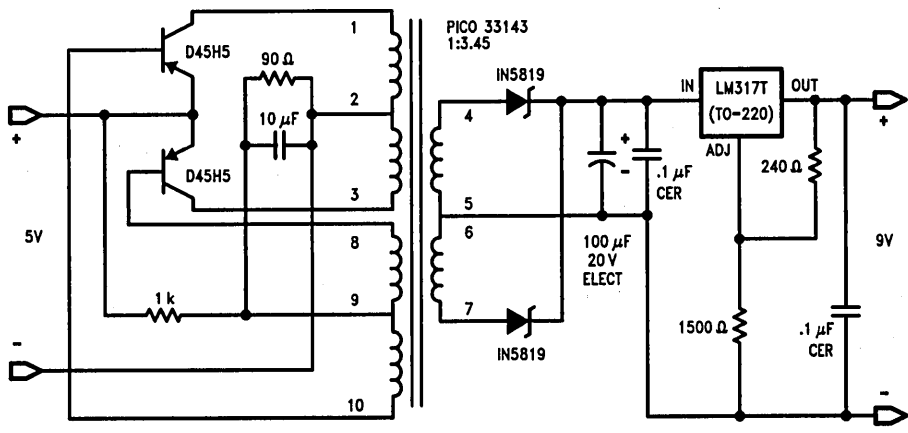 1
PICO 33143
1:3.45
D45H5
90 Ω
IN5819
LM317T
(TO-220)
IN
OUT
ADJ
+
2
10 μF
4
+
-
.1 μF
CER
240 Ω
+
D45H5
3
5
6
5V
8
100 μF
20 V
ELECT
9V
1 k
9
7
IN5819
1500 Ω
.1 μF
CER
-
10
-